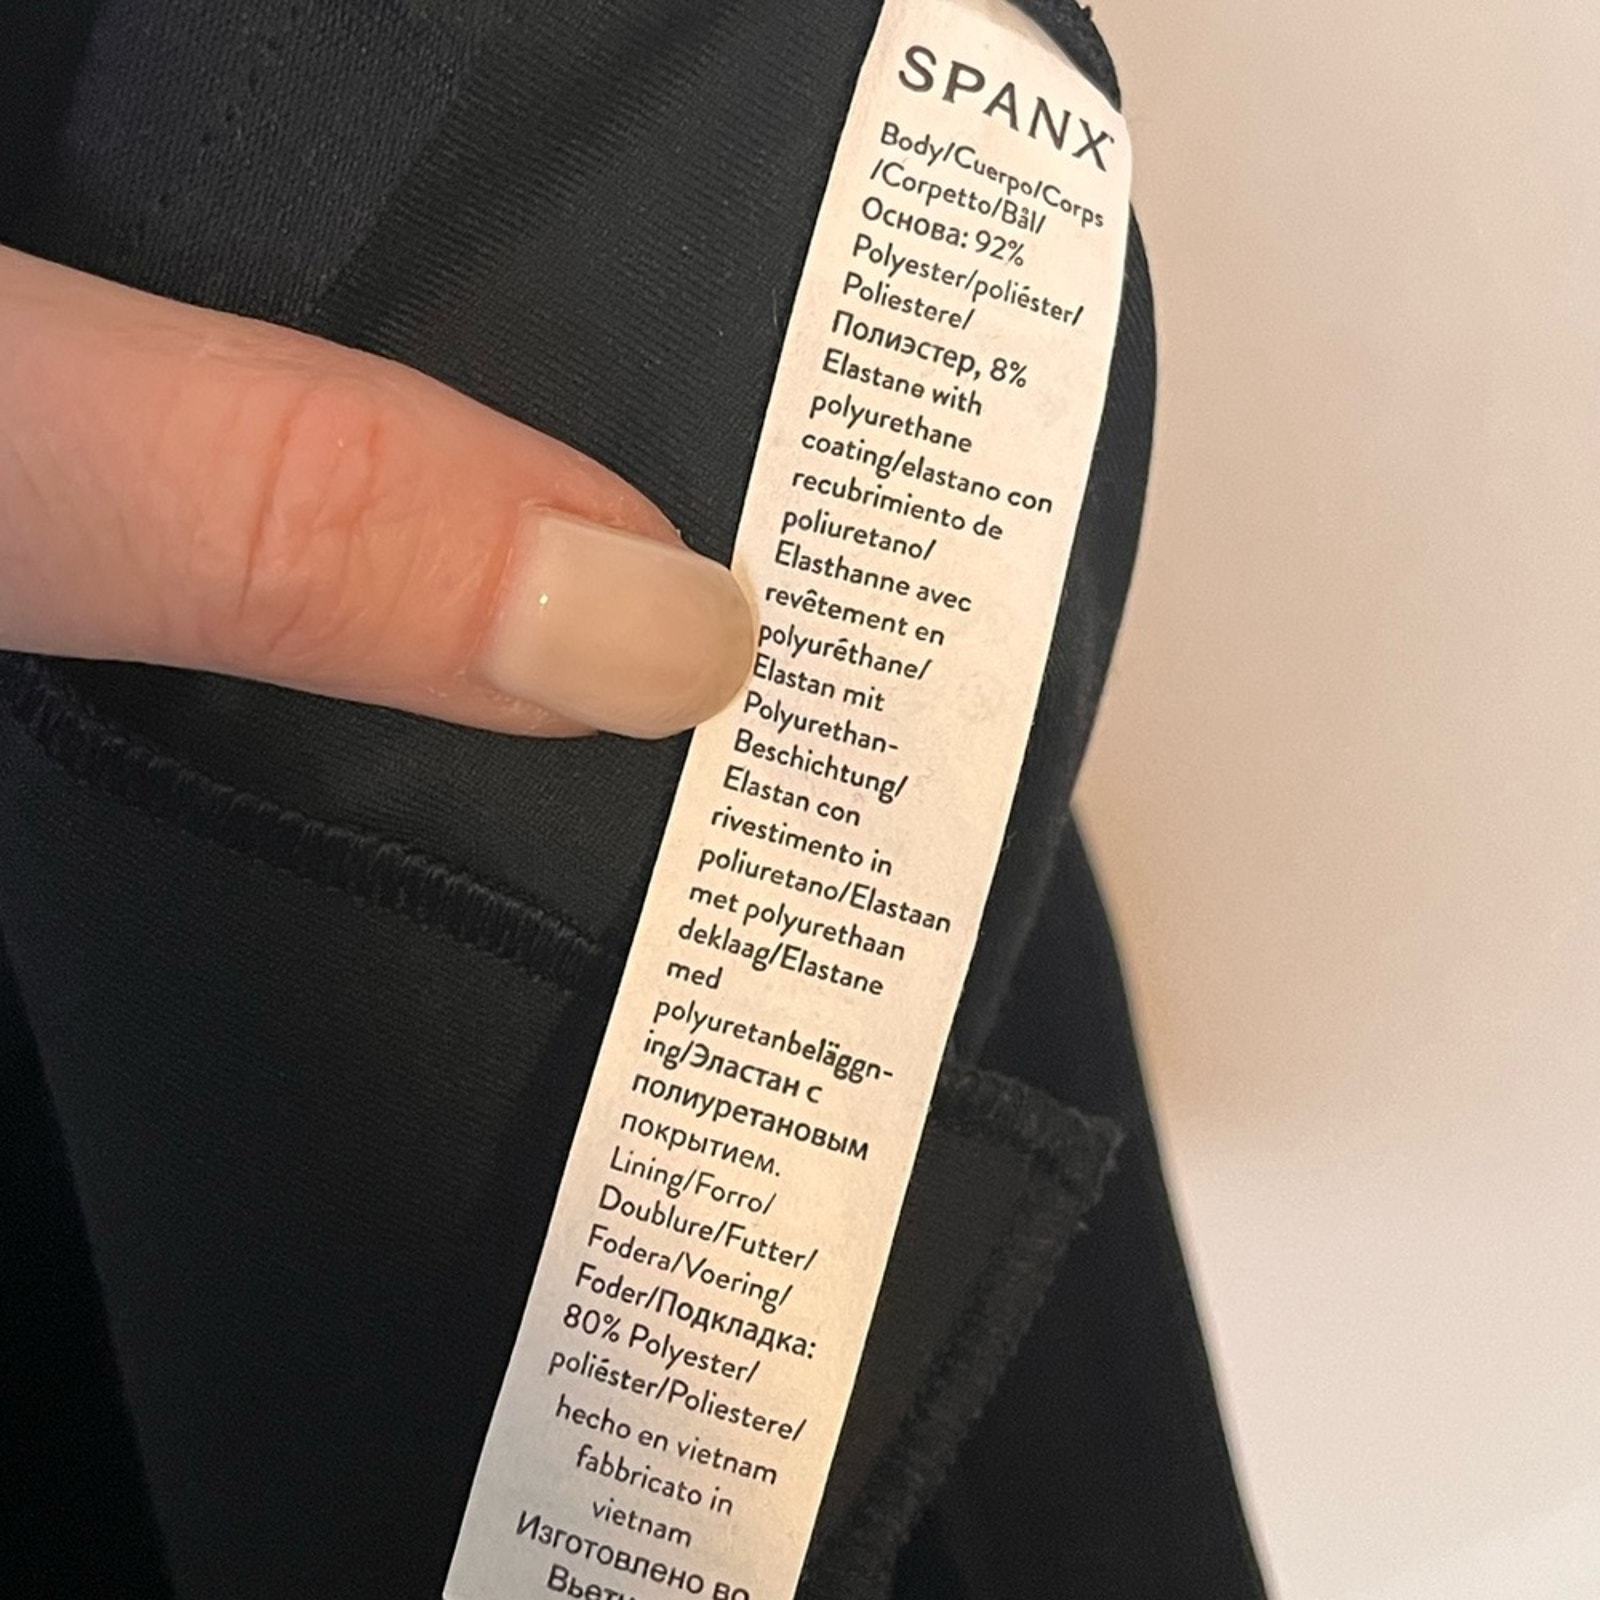 SPANX
Body/Cuerpo/Corps
/Corpetto/Bål/
Основа: 92%
Polyester/poliéster/
Poliestere/
Полиэстер, 8%
Elastane with
polyurethane
coating/elastano con
recubrimiento de
poliuretano/
Elasthanne avec
revêtement en
polyuréthane/
Elastan mit
Polyurethan-
Beschichtung/
Elastan con
rivestimento in
poliuretano/Elastaan
met polyurethaan
deklaag/Elastane
med
polyuretanbeläggn-
ing/Эластан с
полиуретановым
покрытием.
Lining/Forro/
Doublure/Futter/
Fodera/Voering/
Foder/Подкладка:
80% Polyester/
poliéster/Poliestere/
hecho en vietnam
fabbricato in
vietnam
Изготовлено во